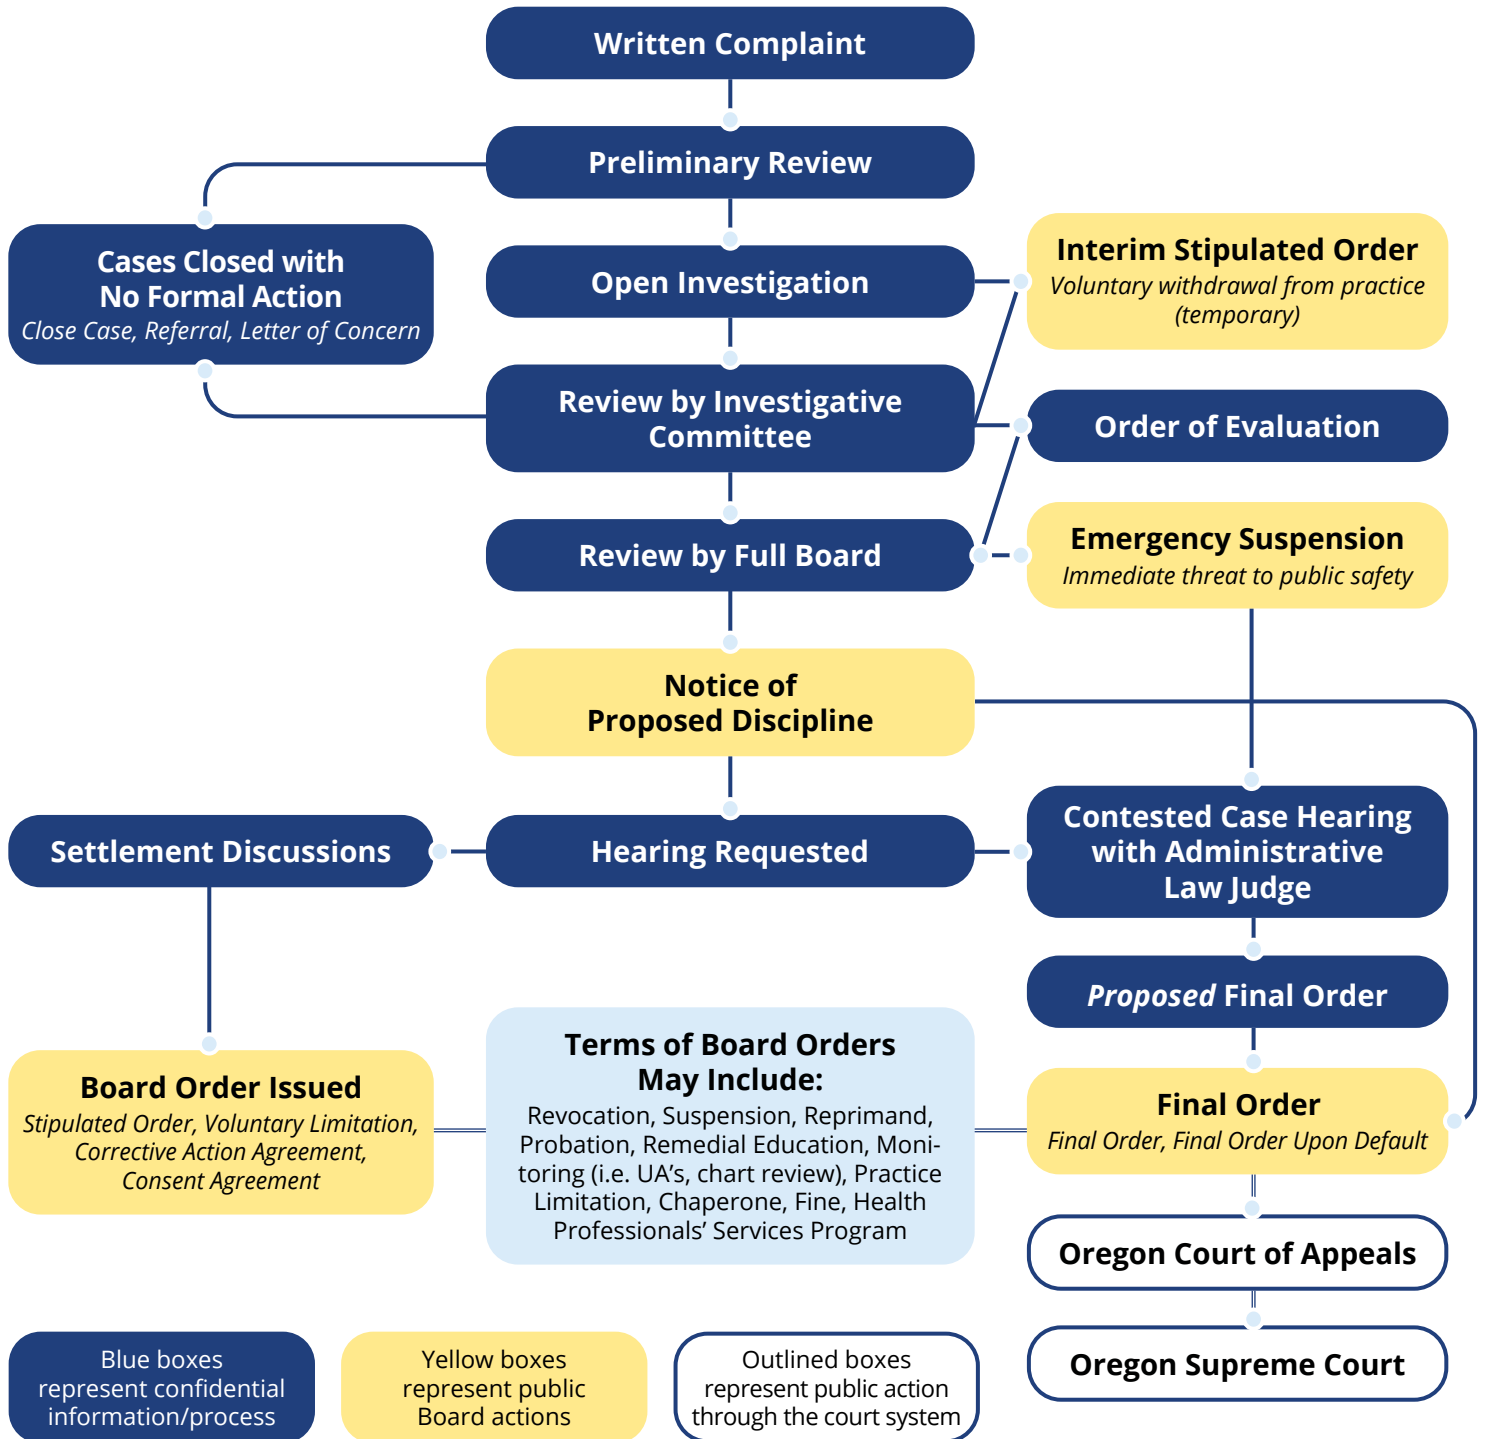 Written Complaint
Preliminary Review
Cases Closed with
No Formal Action
Close Case, Referral, Letter of Concern
Open Investigation
Interim Stipulated Order
Voluntary withdrawal from practice
(temporary)
Review by Investigative
Committee
Order of Evaluation
Review by Full Board
Emergency Suspension
Immediate threat to public safety
Notice of
Proposed Discipline
Settlement Discussions
Hearing Requested
Contested Case Hearing
with Administrative
Law Judge
Proposed Final Order
Board Order Issued
Stipulated Order, Voluntary Limitation,
Corrective Action Agreement,
Consent Agreement
Terms of Board Orders
May Include:
Revocation, Suspension, Reprimand,
Probation, Remedial Education, Moni-
toring (i.e. UA’s, chart review), Practice
Limitation, Chaperone, Fine, Health
Professionals’ Services Program
Final Order
Final Order, Final Order Upon Default
Oregon Court of Appeals
Oregon Supreme Court
Blue boxes
represent confidential
information/process
Yellow boxes
represent public
Board actions
Outlined boxes
represent public action
through the court system